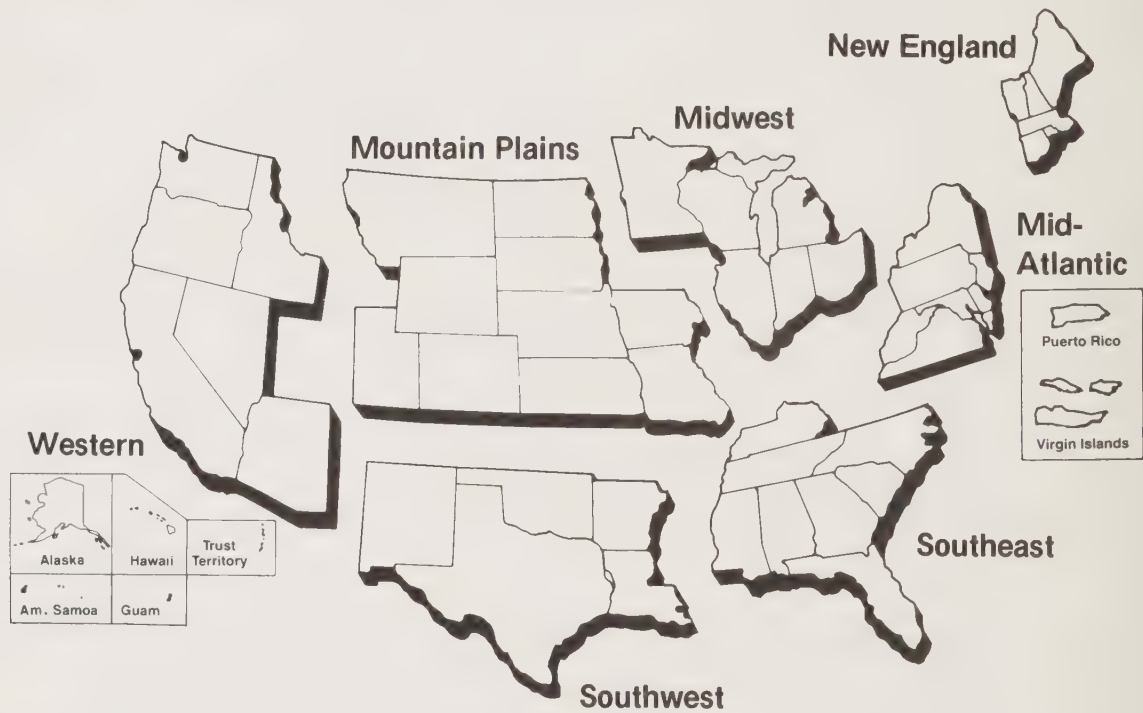 New England
Midwest
Mountain Plains
Mid-
Atlantic
Puerto Rico
Virgin Islands
Western
Alaska
Hawaii
Trust
Territory
Am. Samoa
Guam
Southeast
Southwest